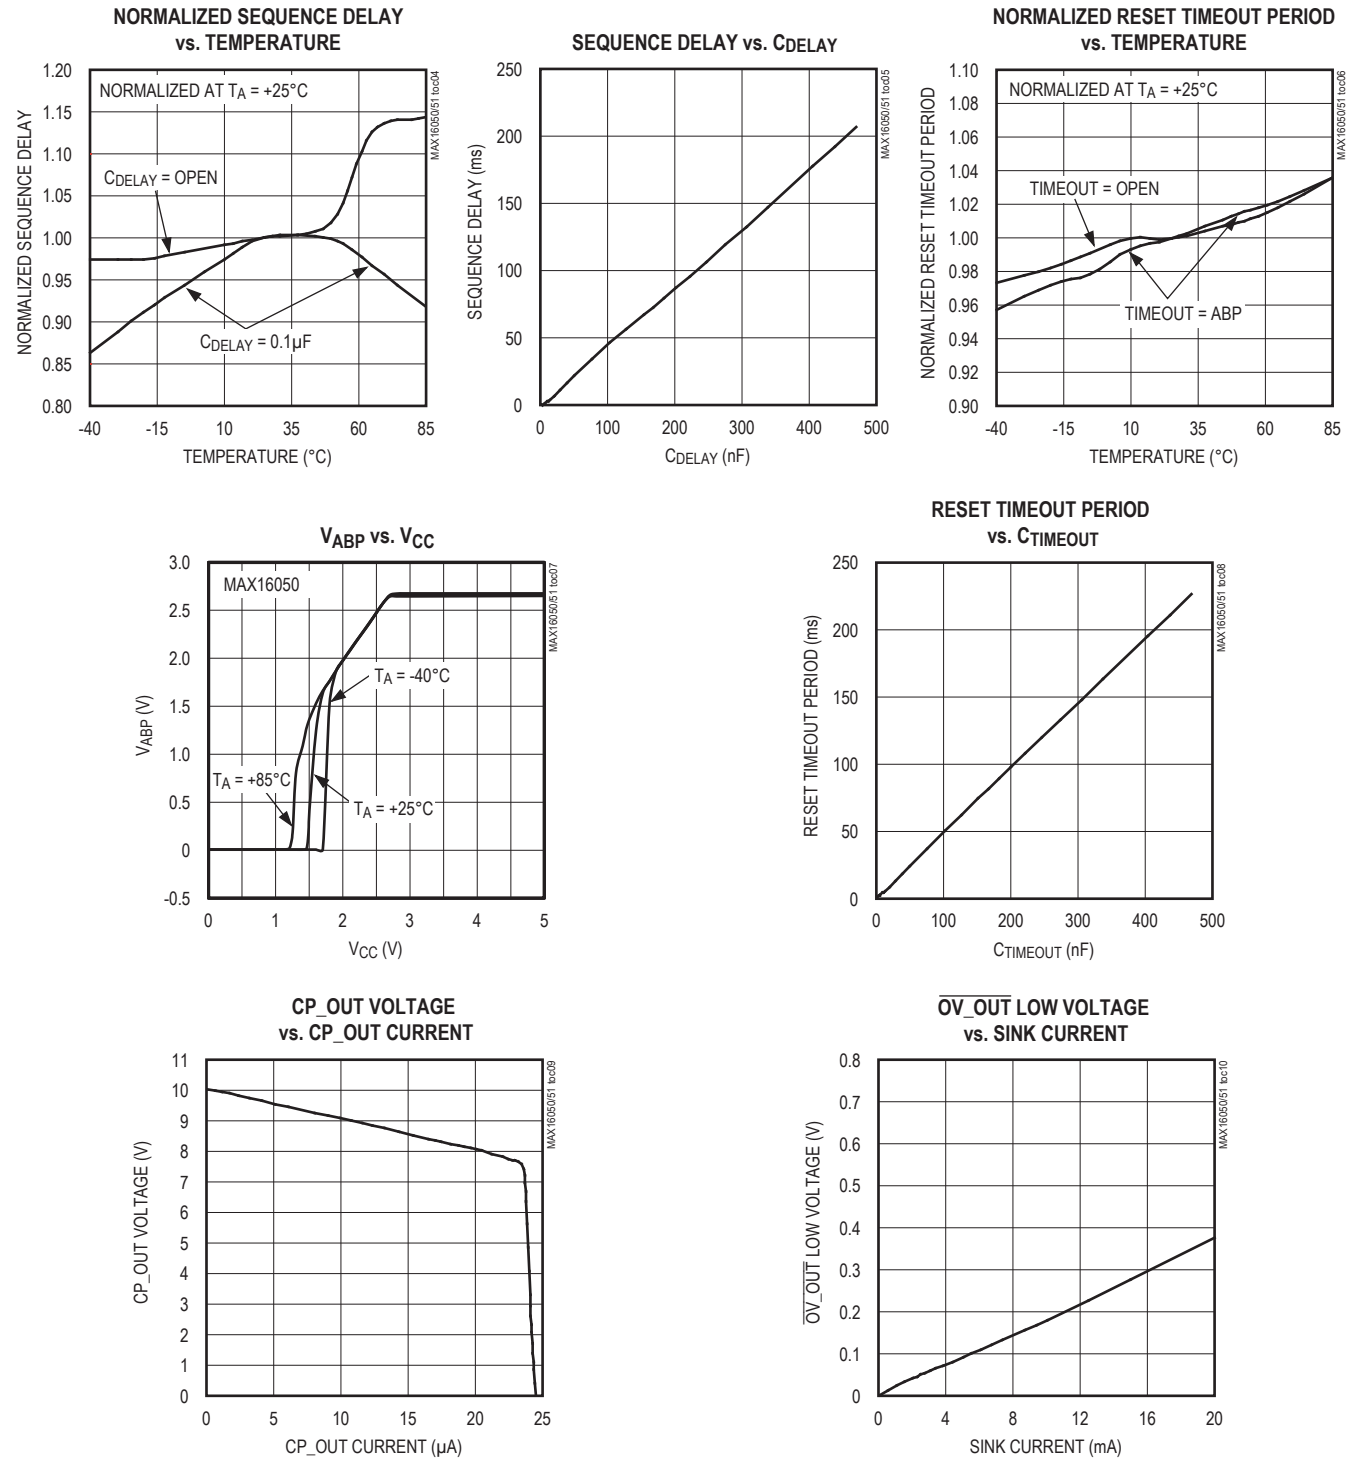 NORMALIZED SEQUENCE DELAY
vs. TEMPERATURE
1.20
1.15
1.10
1.05
1.00
0.95
0.90
0.85
0.80
NORMALIZED SEQUENCE DELAY
NORMALIZED AT TA = +25°C
CDELAY = OPEN
CDELAY = 0.1µF
MAX16050/51 toc04
-40 -15 10 35 60 85
TEMPERATURE (°C)
SEQUENCE DELAY vs. CDELAY
250
200
150
100
50
0
SEQUENCE DELAY (ms)
MAX16050/51 toc05
0 100 200 300 400 500
CDELAY (nF)
NORMALIZED RESET TIMEOUT PERIOD
vs. TEMPERATURE
1.10
1.08
1.06
1.04
1.02
1.00
0.98
0.96
0.94
0.92
0.90
NORMALIZED RESET TIMEOUT PERIOD
NORMALIZED AT TA = +25°C
TIMEOUT = OPEN
TIMEOUT = ABP
MAX16050/51 toc06
-40 -15 10 35 60 85
TEMPERATURE (°C)
VABP vs. VCC
3.0
2.5
2.0
1.5
1.0
0.5
0
-0.5
VABP (V)
MAX16050
TA = -40°C
TA = +85°C
TA = +25°C
MAX16050/51 toc07
0 1 2 3 4 5
VCC (V)
RESET TIMEOUT PERIOD
vs. CTIMEOUT
250
200
150
100
50
0
RESET TIMEOUT PERIOD (ms)
MAX16050/51 toc08
0 100 200 300 400 500
CTIMEOUT (nF)
CP_OUT VOLTAGE
vs. CP_OUT CURRENT
11
10
9
8
7
6
5
4
3
2
1
0
CP_OUT VOLTAGE (V)
MAX16050/51 toc09
0 5 10 15 20 25
CP_OUT CURRENT (µA)
OV_OUT LOW VOLTAGE
vs. SINK CURRENT
0.8
0.7
0.6
0.5
0.4
0.3
0.2
0.1
0
OV_OUT LOW VOLTAGE (V)
MAX16050/51 toc10
0 4 8 12 16 20
SINK CURRENT (mA)